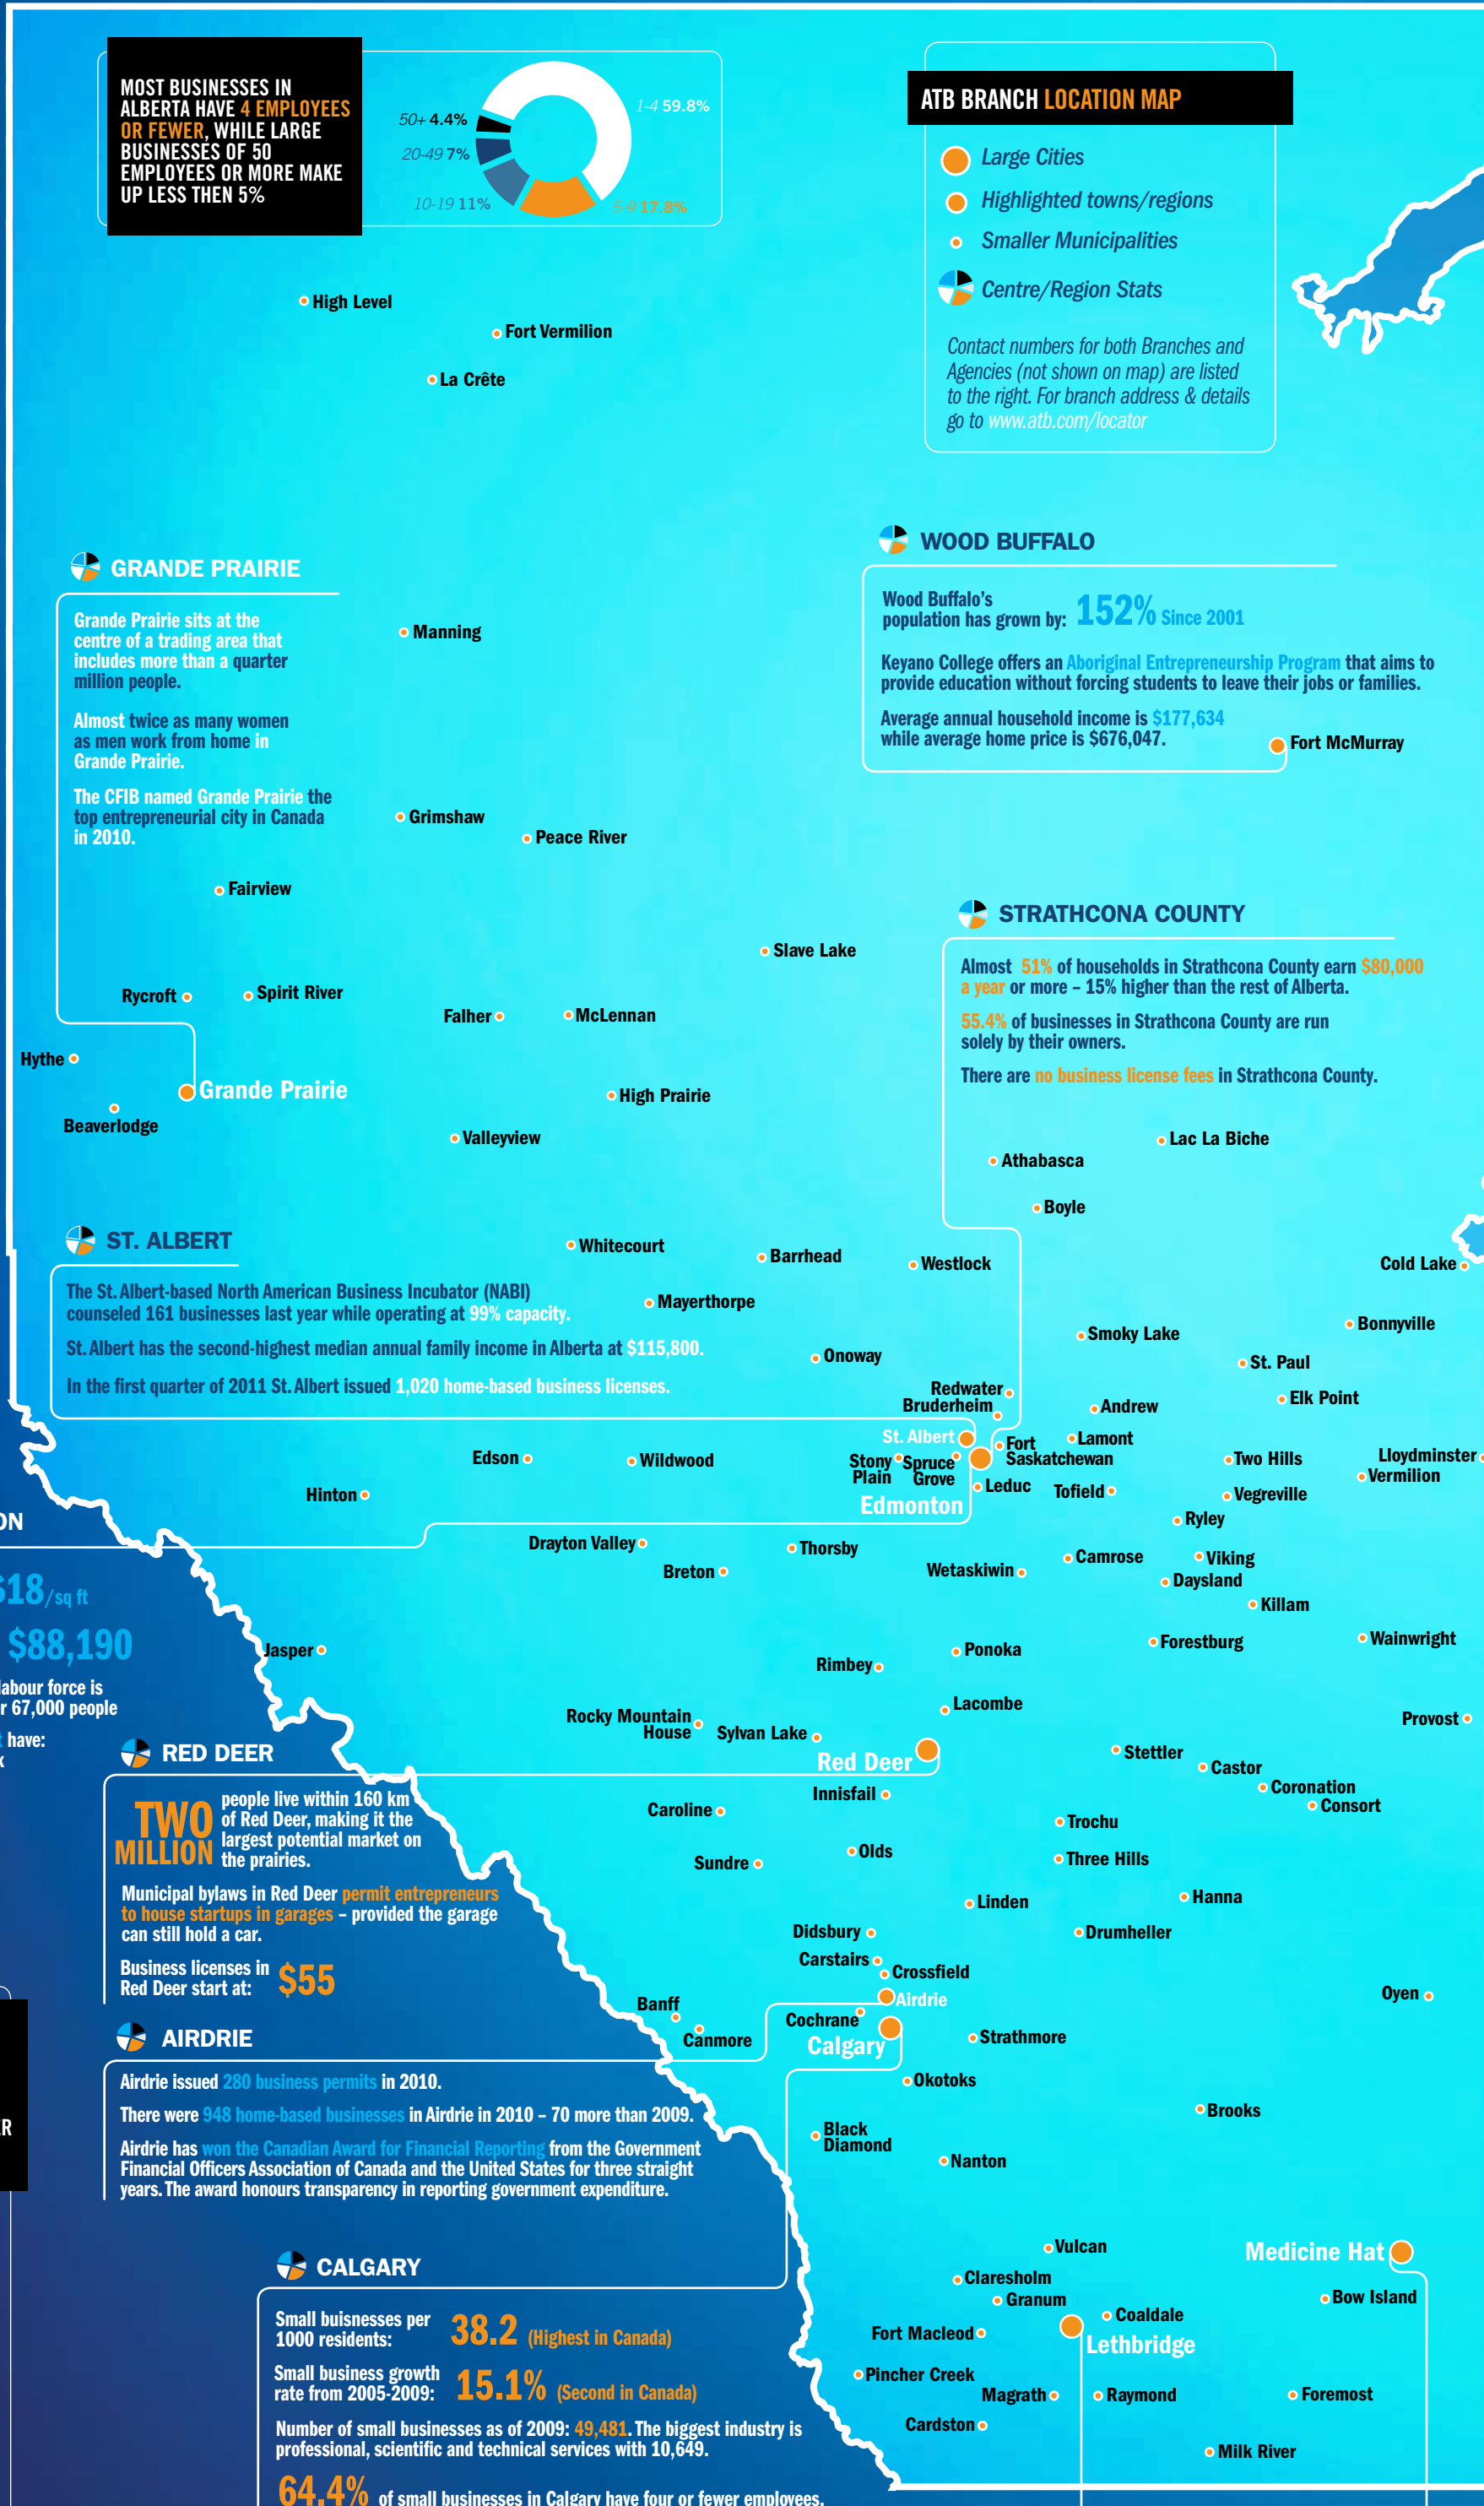 MOST BUSINESSES IN
ALBERTA HAVE 4 EMPLOYEES
OR FEWER, WHILE LARGE
BUSINESSES OF 50
EMPLOYEES OR MORE MAKE
UP LESS THEN 5%
1-4 59.8%
50+ 4.4%
20-49 7%
10-19 11%
5-9 17.8%
ATB BRANCH LOCATION MAP
Large Cities
Highlighted towns/regions
Smaller Municipalities
Centre/Region Stats
Contact numbers for both Branches and
Agencies (not shown on map) are listed
to the right. For branch address & details
go to www.atb.com/locator
High Level
Fort Vermilion
La Crête
GRANDE PRAIRIE
Grande Prairie sits at the
centre of a trading area that
includes more than a quarter
million people.
Almost twice as many women
as men work from home in
Grande Prairie.
The CFIB named Grande Prairie the
top entrepreneurial city in Canada
in 2010.
WOOD BUFFALO
Wood Buffalo's
population has grown by: 152% Since 2001
Keyano College offers an Aboriginal Entrepreneurship Program that aims to
provide education without forcing students to leave their jobs or families.
Average annual household income is $177,634
while average home price is $676,047.
Fort McMurray
Manning
Grimshaw
Peace River
Fairview
STRATHCONA COUNTY
Almost 51% of households in Strathcona County earn $80,000
a year or more – 15% higher than the rest of Alberta.
55.4% of businesses in Strathcona County are run
solely by their owners.
There are no business license fees in Strathcona County.
Slave Lake
Rycroft
Spirit River
Falher
McLennan
Hythe
Grande Prairie
High Prairie
Beaverlodge
Valleyview
Lac La Biche
Athabasca
Boyle
ST. ALBERT
The St. Albert-based North American Business Incubator (NABI)
counseled 161 businesses last year while operating at 99% capacity.
St. Albert has the second-highest median annual family income in Alberta at $115,800.
In the first quarter of 2011 St. Albert issued 1,020 home-based business licenses.
Whitecourt
Barrhead
Westlock
Cold Lake
Mayerthorpe
Bonnyville
Smoky Lake
Onoway
St. Paul
Redwater
Elk Point
Bruderheim
Andrew
St. Albert
Fort
Saskatchewan
Lamont
Edson
Wildwood
Stony
Plain
Spruce
Grove
Two Hills
Lloydminster
Vermilion
Leduc
Tofield
Vegreville
Hinton
Edmonton
Ryley
ON
Drayton Valley
Thorsby
Breton
Wetaskiwin
Camrose
Viking
Daysland
Killam
$18/sq ft
$88,190
labour force is
r 67,000 people
have:
Jasper
Rimbey
Ponoka
Forestburg
Wainwright
Lacombe
Rocky Mountain
House
Sylvan Lake
Provost
Red Deer
Stettler
Castor
Coronation
Consort
RED DEER
TWO
MILLION
people live within 160 km
of Red Deer, making it the
largest potential market on
the prairies.
Municipal bylaws in Red Deer permit entrepreneurs
to house startups in garages – provided the garage
can still hold a car.
Business licenses in
Red Deer start at: $55
Innisfail
Caroline
Trochu
Olds
Sundre
Three Hills
Linden
Hanna
Didsbury
Drumheller
Carstairs
Crossfield
Airdrie
Oyen
Banff
Canmore
Cochrane
Calgary
Strathmore
AIRDRIE
Airdrie issued 280 business permits in 2010.
There were 948 home-based businesses in Airdrie in 2010 – 70 more than 2009.
Airdrie has won the Canadian Award for Financial Reporting from the Government
Financial Officers Association of Canada and the United States for three straight
years. The award honours transparency in reporting government expenditure.
ER
Okotoks
Brooks
Black
Diamond
Nanton
Vulcan
Medicine Hat
Claresholm
Granum
Bow Island
Coaldale
Fort Macleod
Lethbridge
Pincher Creek
Magrath
Raymond
Foremost
Cardston
Milk River
CALGARY
Small buisnesses per
1000 residents: 38.2 (Highest in Canada)
Small business growth
rate from 2005-2009: 15.1% (Second in Canada)
Number of small businesses as of 2009: 49,481. The biggest industry is
professional, scientific and technical services with 10,649.
64.4% of small businesses in Calgary have four or fewer employees.